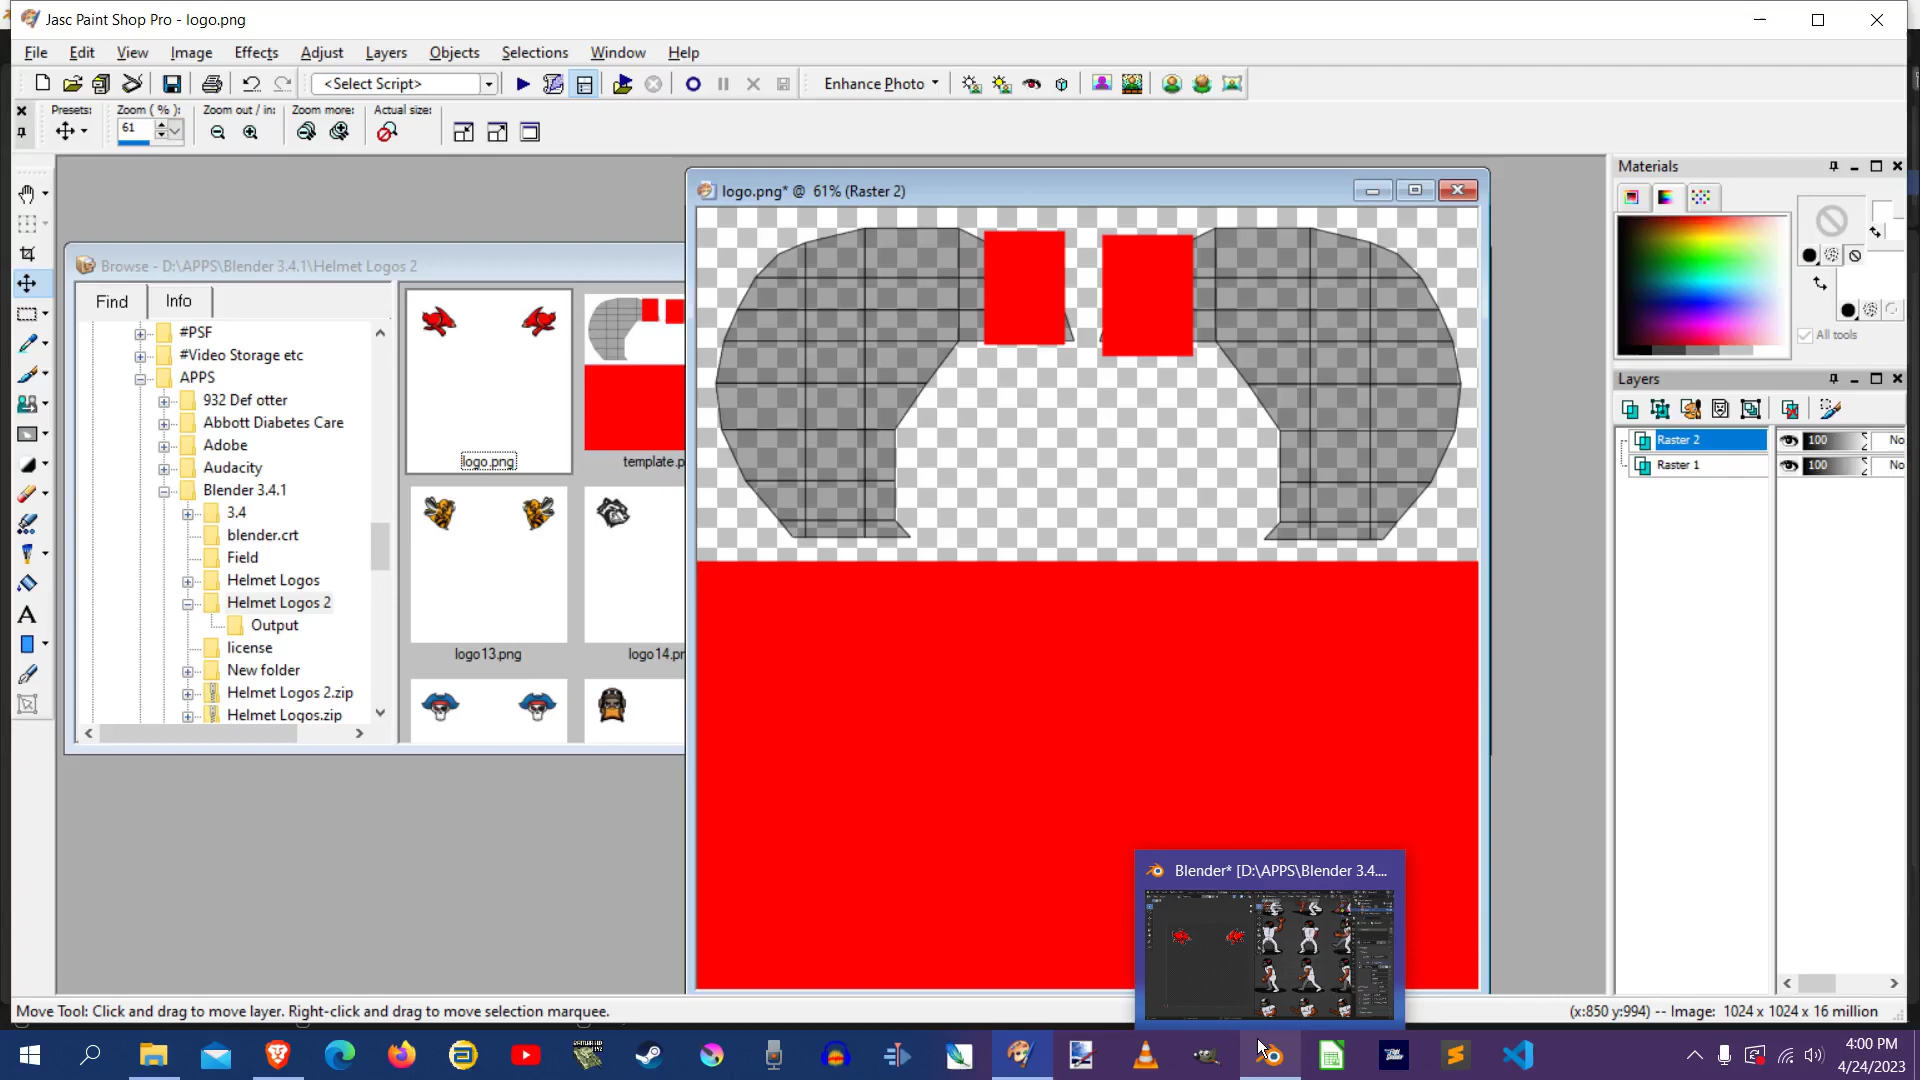 Jasc Paint Shop Pro - logo.png
File Edit View Image Effects Adjust Layers Objects Selections Window Help
<Select Script>
Enhance Photo
Presets: Zoom ( % ): Zoom out / in: Zoom more: Actual size:
61
Browse - D:\APPS\Blender 3.4.1\Helmet Logos 2
Find Info
#PSF
#Video Storage etc
APPS
932 Def otter
Abbott Diabetes Care
Adobe
Audacity
Blender 3.4.1
3.4
blender.crt
Field
Helmet Logos
Helmet Logos 2
Output
license
New folder
Helmet Logos 2.zip
Helmet Logos.zip
logo.png
template.p
logo13.png
logo14.pr
logo.png* @ 61% (Raster 2)
Materials
All tools
Layers
Raster 2 100 No
Raster 1 100 No
Blender* [D:\APPS\Blender 3.4....
Move Tool: Click and drag to move layer. Right-click and drag to move selection marquee.
(x:850 y:994) -- Image: 1024 x 1024 x 16 million
4:00 PM
4/24/2023